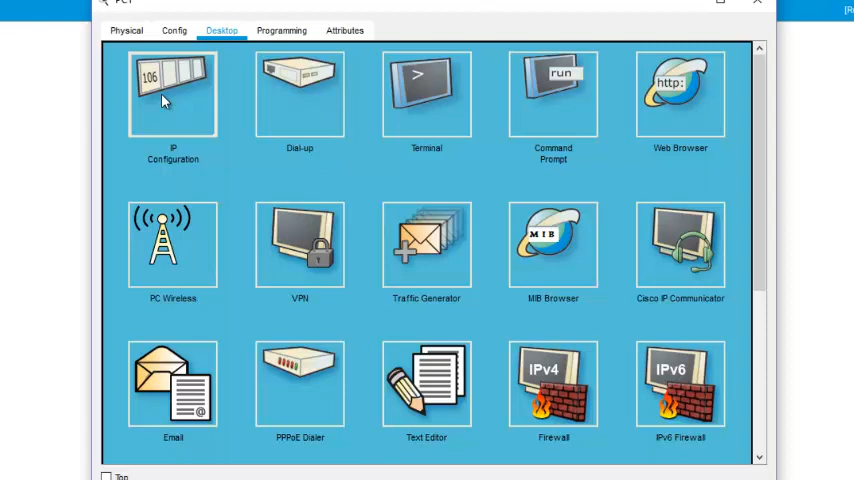 Physical Config Desktop Programming Attributes
106 > run http:
IP Configuration Dial-up Terminal Command Prompt Web Browser
MIB
PC Wireless VPN Traffic Generator MIB Browser Cisco IP Communicator
@ IPv4 IPv6
Email PPPoE Dialer Text Editor Firewall IPv6 Firewall
Top